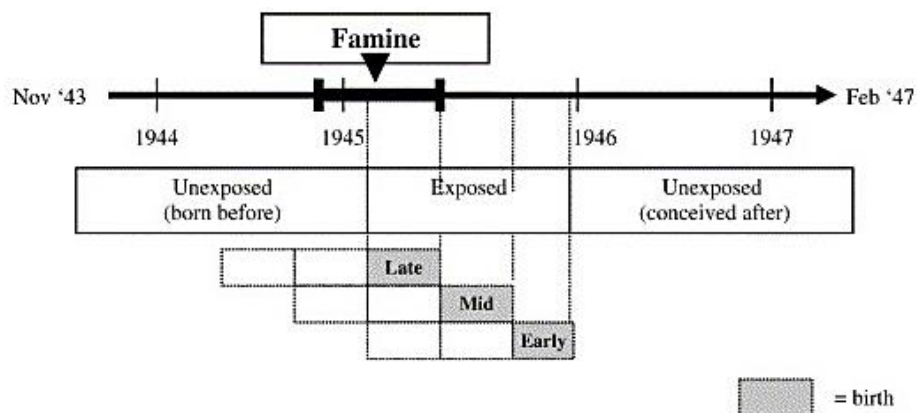 Famine
Nov ‘43
Feb ‘47
1944
1945
1946
1947
Unexposed
(born before)
Exposed
Unexposed
(conceived after)
Late
Mid
Early
= birth